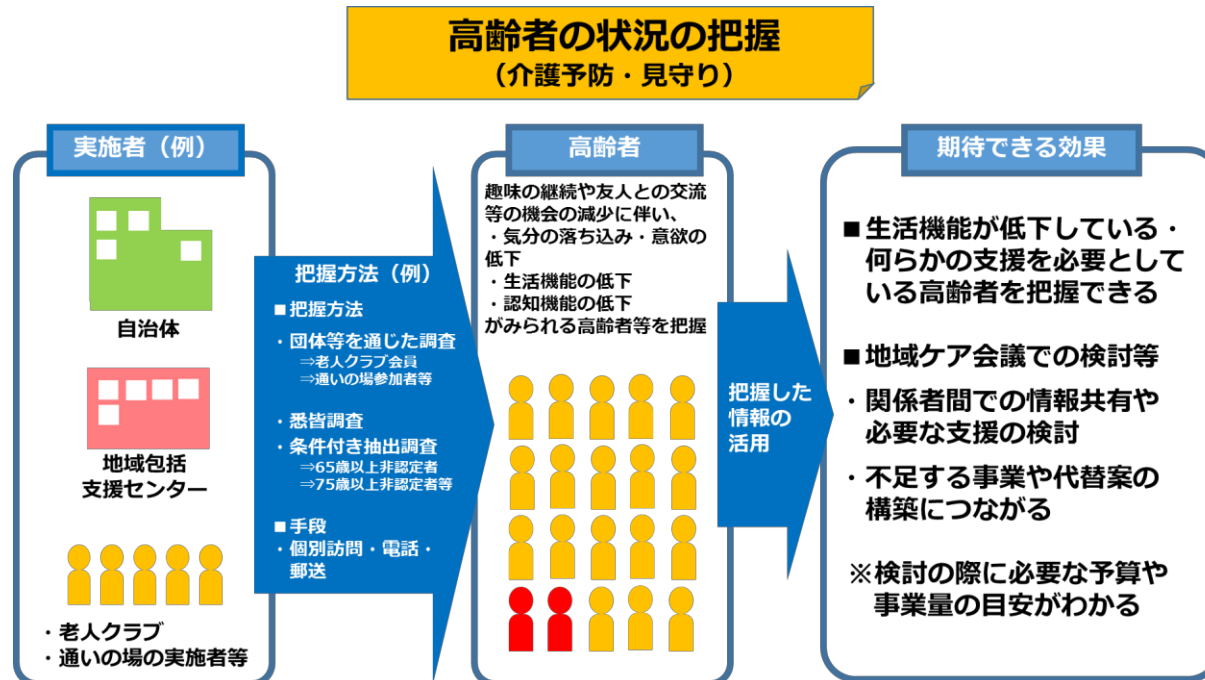 高齢者の状況の把握
（介護予防・見守り）
実施者（例）
自治体
地域包括
支援センター
・老人クラブ
・通いの場の実施者等
把握方法（例）
■把握方法
・団体等を通じた調査
⇒老人クラブ会員
⇒通いの場参加者等
・悉皆調査
・条件付き抽出調査
⇒65歳以上非認定者
⇒75歳以上非認定者等
■手段
・個別訪問・電話・
郵送
高齢者
趣味の継続や友人との交流
等の機会の減少に伴い、
・気分の落ち込み・意欲の
低下
・生活機能の低下
・認知機能の低下
がみられる高齢者等を把握
把握した
情報の
活用
期待できる効果
■生活機能が低下している・
何らかの支援を必要として
いる高齢者を把握できる
■地域ケア会議での検討等
・関係者間での情報共有や
必要な支援の検討
・不足する事業や代替案の
構築につながる
※検討の際に必要な予算や
事業量の目安がわかる